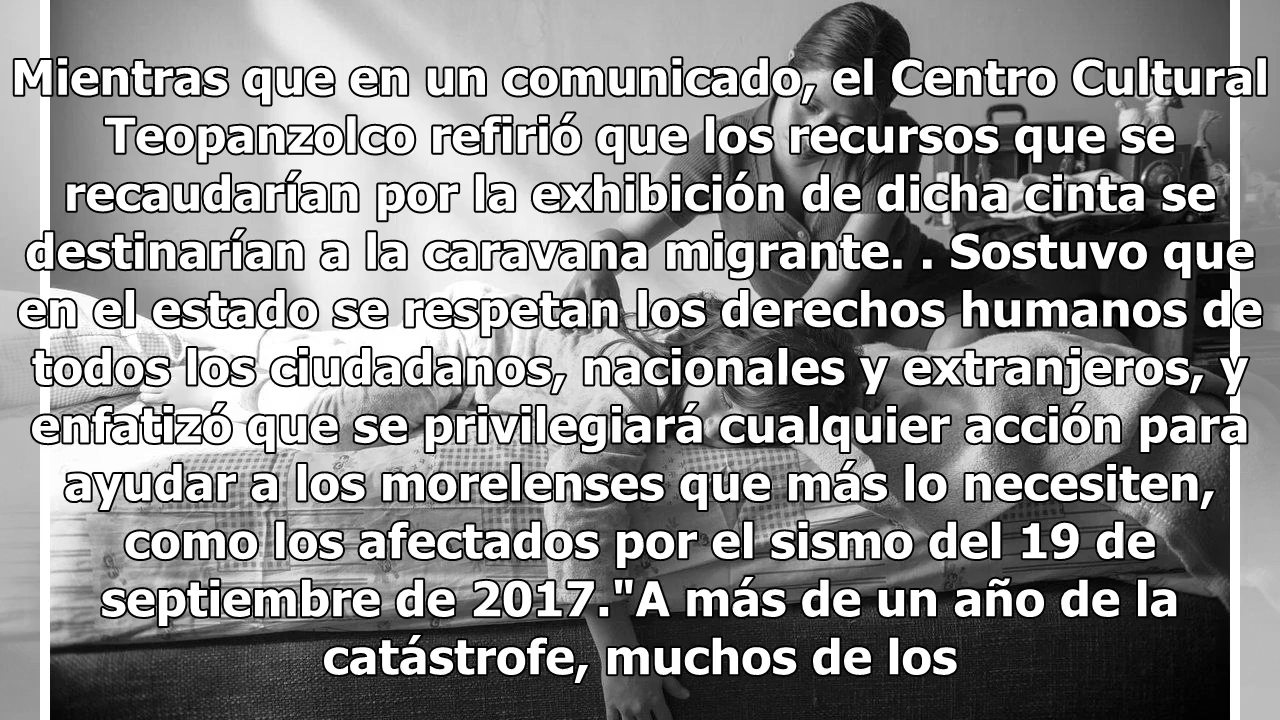 Mientras que en un comunicado, el Centro Cultural
Teopanzolco refirió que los recursos que se
recaudarían por la exhibición de dicha cinta se
destinarían a la caravana migrante. . Sostuvo que
en el estado se respetan los derechos humanos de
todos los ciudadanos, nacionales y extranjeros, y
enfatizó que se privilegiará cualquier acción para
ayudar a los morelenses que más lo necesiten,
como los afectados por el sismo del 19 de
septiembre de 2017."A más de un año de la
catástrofe, muchos de los